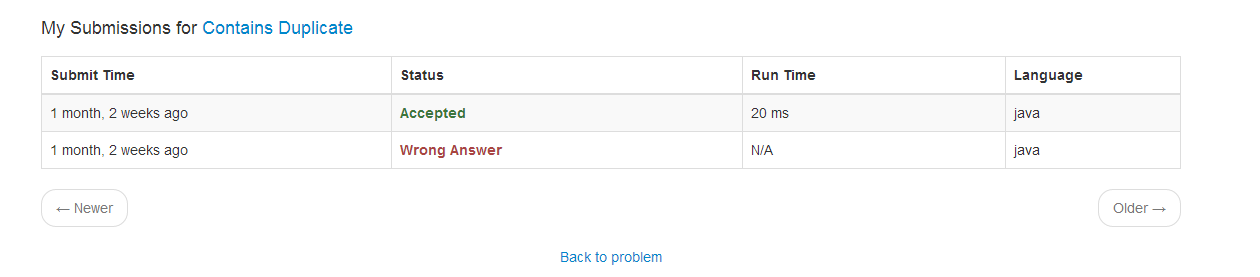 My Submissions for Contains Duplicate
Submit Time Status Run Time Language
1 month, 2 weeks ago Accepted 20 ms java
1 month, 2 weeks ago Wrong Answer N/A java
← Newer Older →
Back to problem